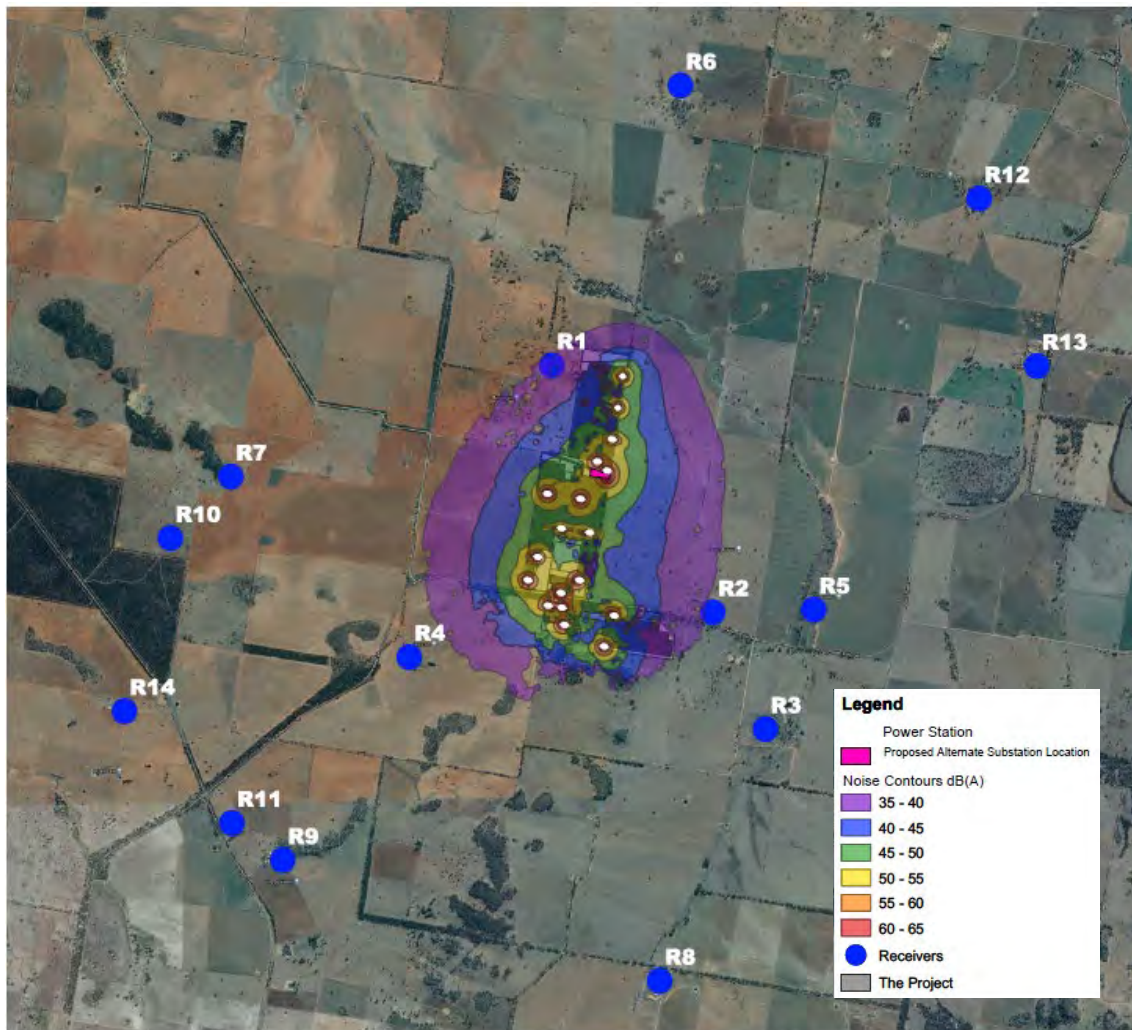 R6
R12
R1
R13
R7
R10
R2
R5
R4
R14
R3
R11
R9
R8
Legend
Power Station
Proposed Alternate Substation Location
Noise Contours dB(A)
35 - 40
40 - 45
45 - 50
50 - 55
55 - 60
60 - 65
Receivers
The Project